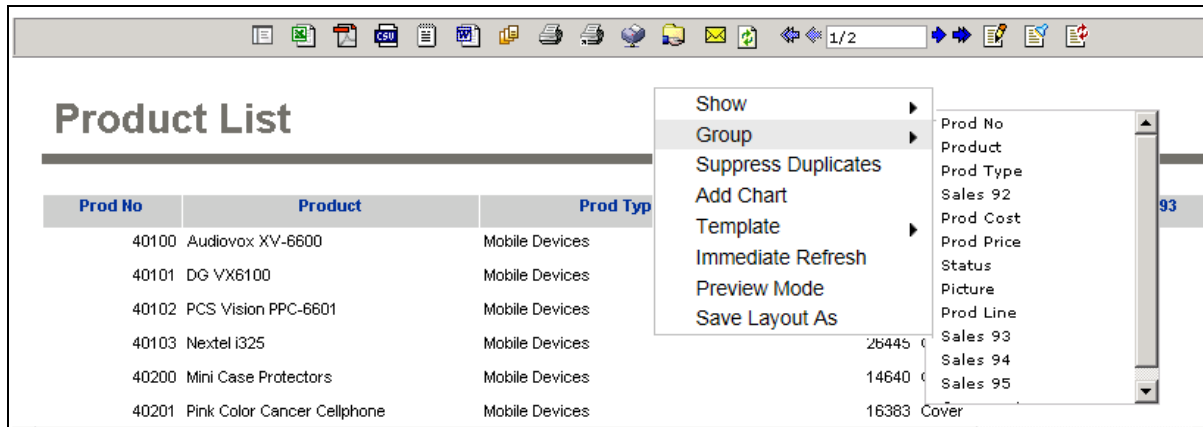 CSU
W
1/2
Product List
Show
Group
Suppress Duplicates
Add Chart
Template
Immediate Refresh
Preview Mode
Save Layout As
Prod No
Product
Prod Type
Sales 92
Prod Cost
Prod Price
Status
Picture
Prod Line
Sales 93
Sales 94
Sales 95
Prod No Product Prod Typ 93
40100 Audiovox XV-6600 Mobile Devices
40101 DG VX6100 Mobile Devices
40102 PCS Vision PPC-6601 Mobile Devices
40103 Nextel i325 Mobile Devices 26445
40200 Mini Case Protectors Mobile Devices 14640
40201 Pink Color Cancer Cellphone Mobile Devices 16383 Cover